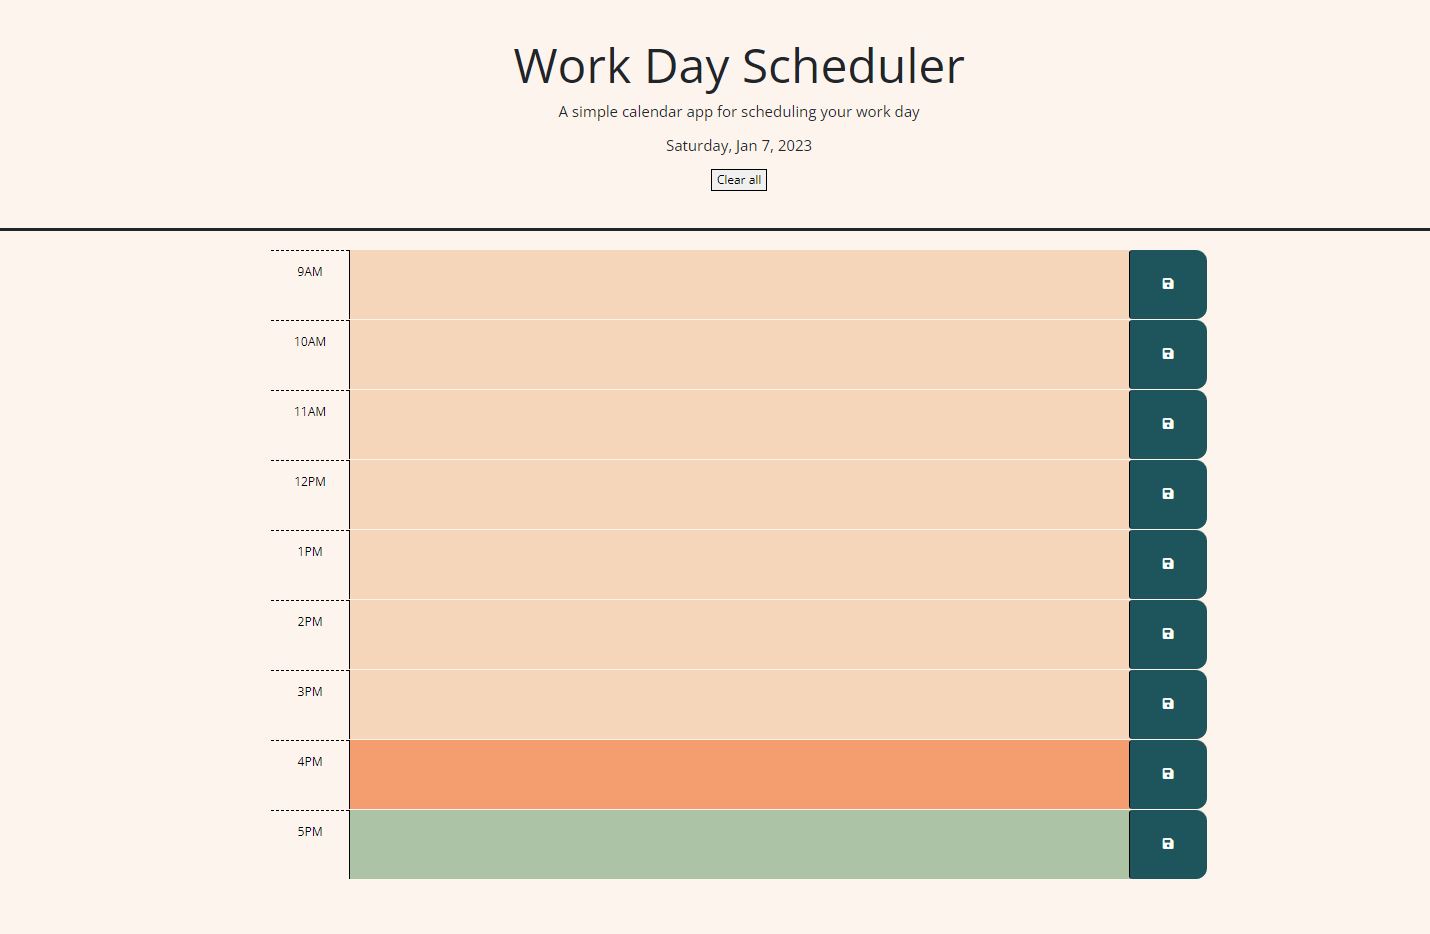 Work Day Scheduler
A simple calendar app for scheduling your work day
Saturday, Jan 7, 2023
Clear all
9AM
10AM
11AM
12PM
1PM
2PM
3PM
4PM
5PM